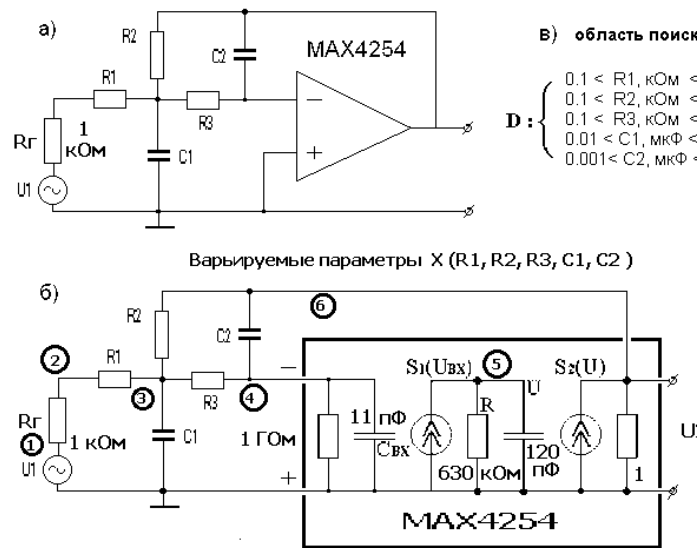 а)
R2
C2
MAX4254
R1
R3
Rг
1
кОм
C1
U1
−
+
в) область поиск
D :
0.1 < R1, кОм <
0.1 < R2, кОм <
0.1 < R3, кОм <
0.01 < C1, мкФ <
0.001< C2, мкФ <
Варьируемые параметры X (R1, R2, R3, C1, C2 )
б)
6
R2
C2
2
R1
3
R3
4
−
S1(Uвх)
5
S2(U)
U
Rг
1
1 кОм
U1
C1
1 ГОм
+
11 пФ
Cвх
R
630 кОм
120
пФ
1
U
MAX4254